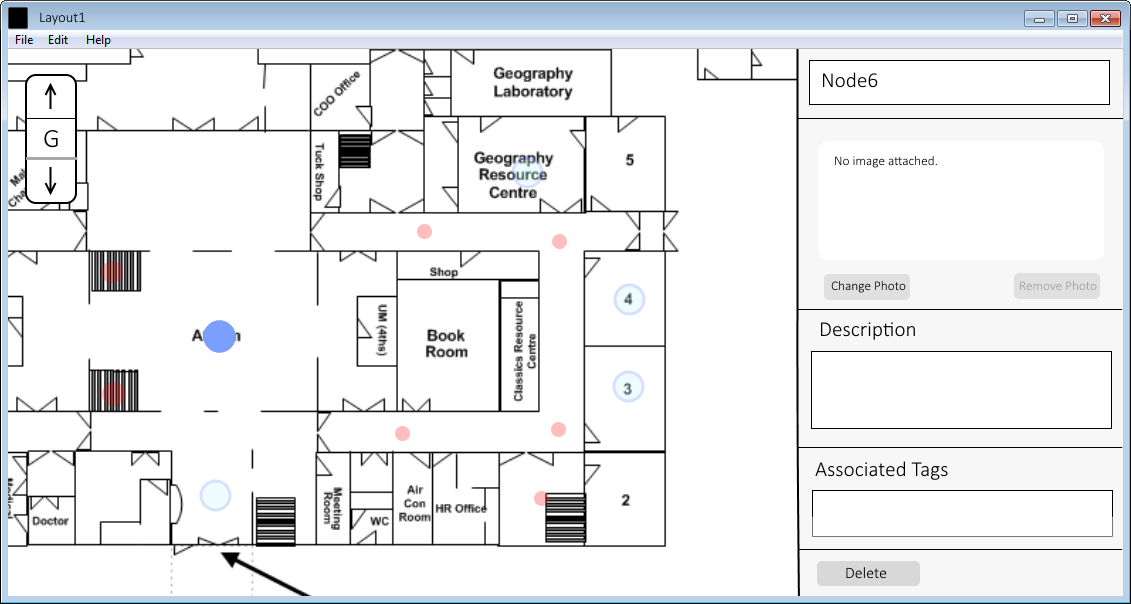 Layout1
File Edit Help
G
COO Office
Geography
Laboratory
Tuck Shop
Geography
Resource
Centre
5
Shop
4
UM (4ths)
Book
Room
Classics Resource
Centre
3
Meeting
Room
Air
Con
Room
HR Office
WC
Doctor
2
Node6
No image attached.
Change Photo
Remove Photo
Description
Associated Tags
Delete